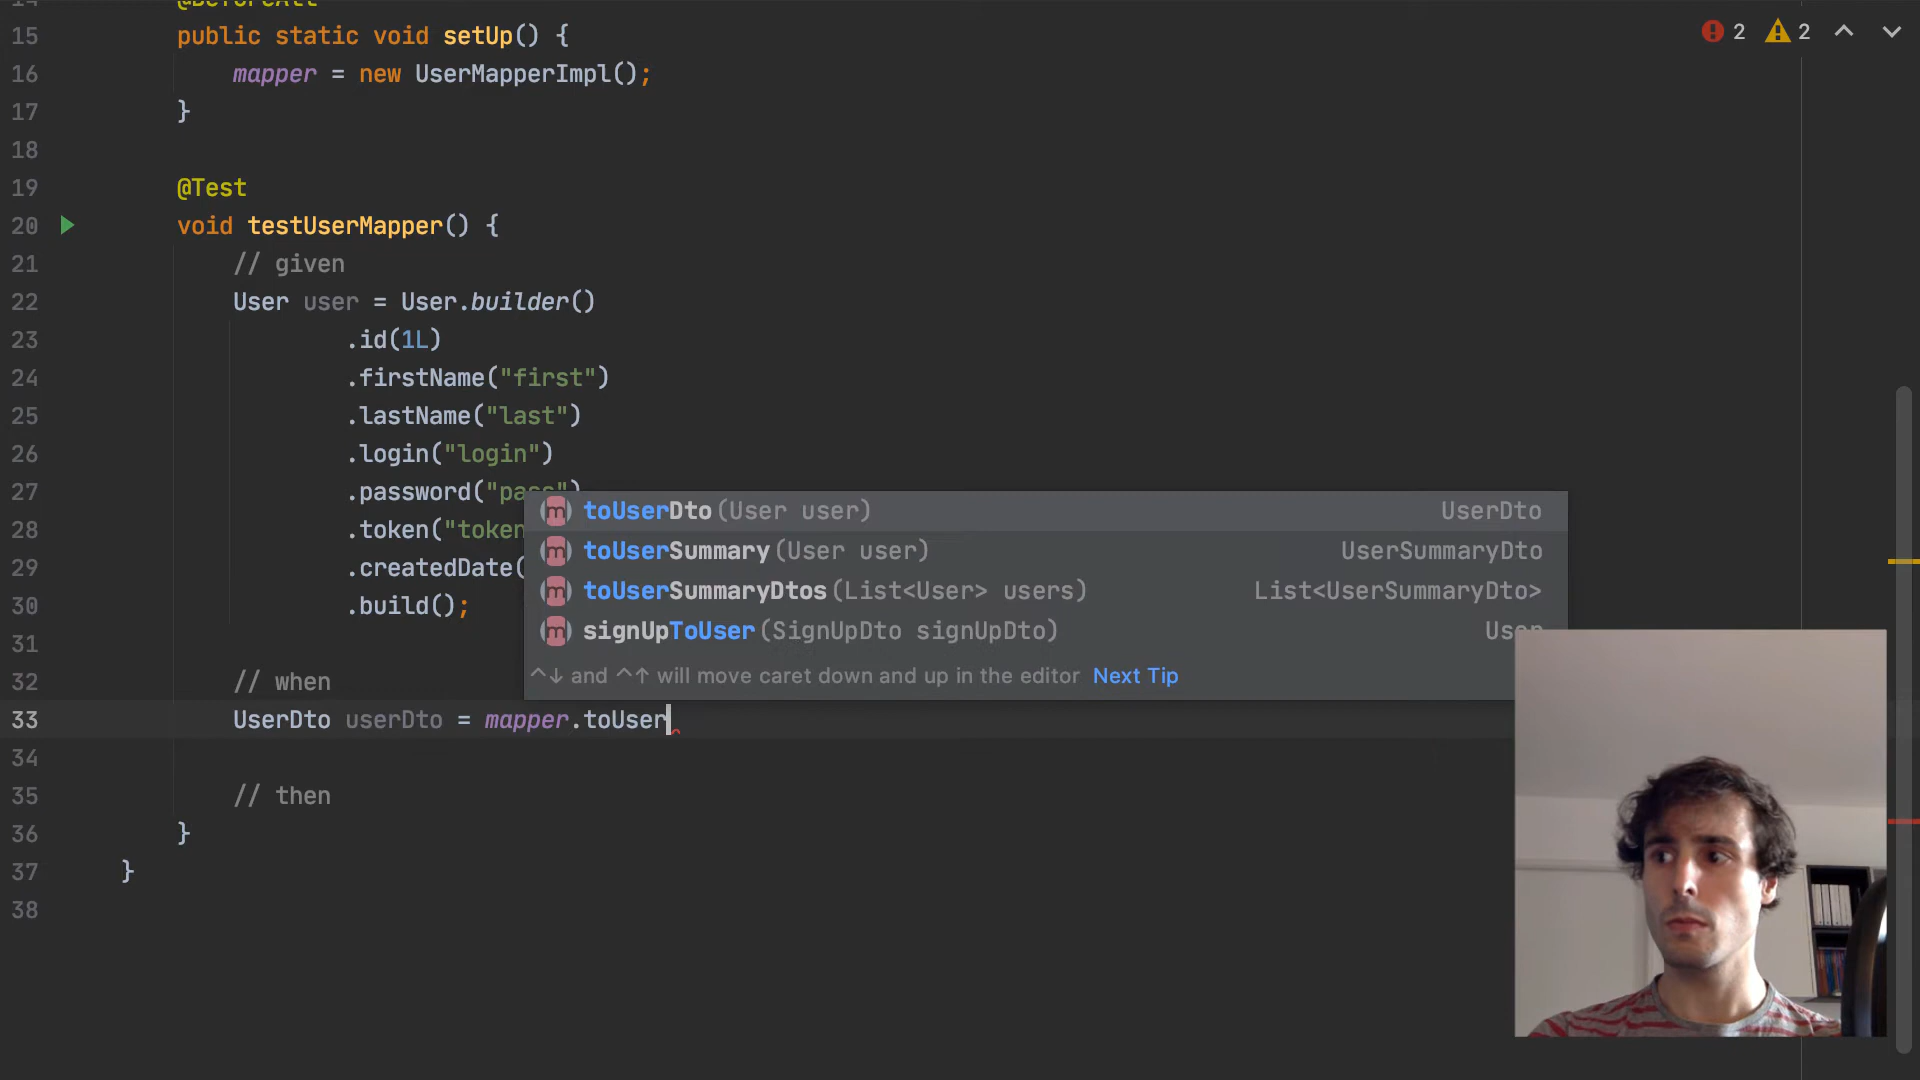 14 @BeforeAll
15 public static void setUp() {
16 mapper = new UserMapperImpl();
17 }
18
19 @Test
20 void testUserMapper() {
21 // given
22 User user = User.builder()
23 .id(1L)
24 .firstName("first")
25 .lastName("last")
26 .login("login")
27 .password("pass")
28 .token("token
29 .createdDate(
30 .build();
31
32 // when
33 UserDto userDto = mapper.toUser
34
35 // then
36 }
37 }
38
2 2
toUserDto(User user) UserDto
toUserSummary(User user) UserSummaryDto
toUserSummaryDtos(List<User> users) List<UserSummaryDto>
signUpToUser(SignUpDto signUpDto) User
^↓ and ^↑ will move caret down and up in the editor Next Tip